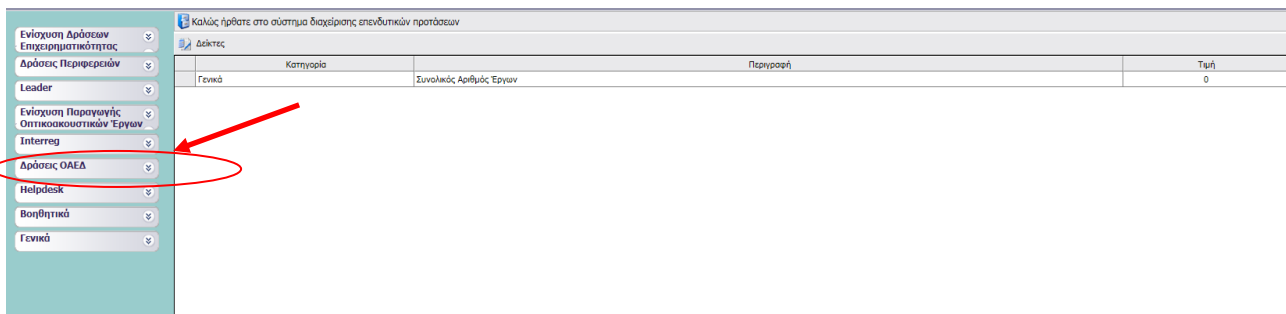 Καλώς ήρθατε στο σύστημα διαχείρισης επενδυτικών προτάσεων
Δείκτες
Κατηγορία Περιγραφή Τιμή
Γενικά Συνολικός Αριθμός Έργων 0
Ενίσχυση Δράσεων
Επιχειρηματικότητας
Δράσεις Περιφερειών
Leader
Ενίσχυση Παραγωγής
Οπτικοακουστικών Έργων
Interreg
Δράσεις ΟΑΕΔ
Helpdesk
Βοηθητικά
Γενικά